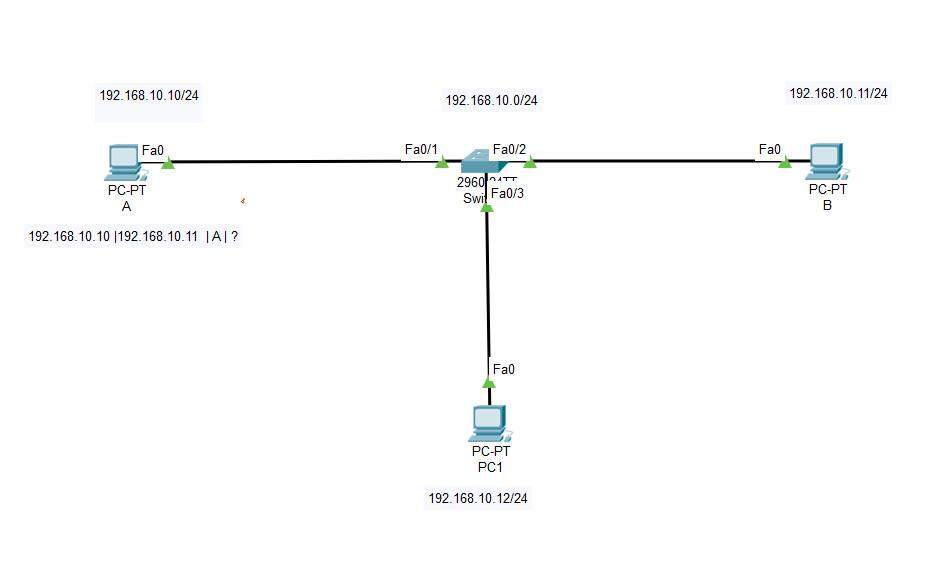 192.168.10.10/24
192.168.10.0/24
192.168.10.11/24
Fa0
Fa0/1
Fa0/2
Fa0
PC-PT
A
2960
Fa0/3
PC-PT
B
192.168.10.10 |192.168.10.11 | A | ?
Fa0
PC-PT
PC1
192.168.10.12/24